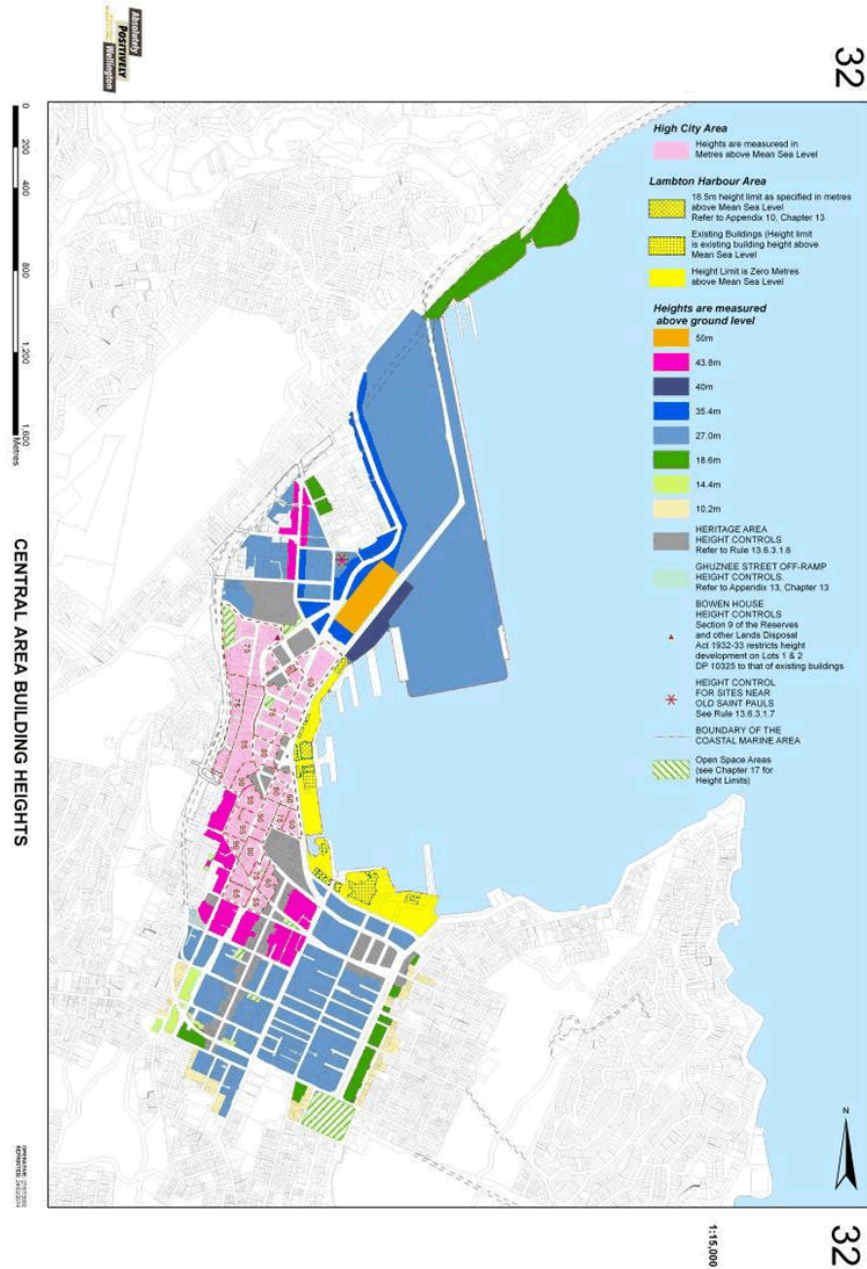 32
Absolutely
POSITIVELY
Wellington
High City Area
Heights are measuresd in
Metres above Mean Sea Level
Lambton Harbour Area
18.5m height limit as specified in metres
above Mean Sea Level
Refer to Appendix 10, Chapter 13
Existing Buildings (Height limit
is existing building height above
Mean Sea Level
Height Limit is Zero Metres
above Mean Sea Level
Heights are measured
above ground level
50m
43.8m
40m
35.4m
27.0m
18.6m
14.4m
10.2m
HERITAGE AREA
HEIGHT CONTROLS
Refer to Rule 13.6.3.1.6
GHUZNEE STREET OFF-RAMP
HEIGHT CONTROLS.
Refer to Appendix 13, Chapter 13
BOWEN HOUSE
HEIGHT CONTROLS
Section 9 of the Reserves
and other Lands Disposal
Act 1932-33 restricts height
development on Lots 1 & 2
DP 10325 to that of existing buildings
HEIGHT CONTROL
FOR SITES NEAR
OLD SAINT PAULS
See Rule 13.6.3.1.7
BOUNDARY OF THE
COASTAL MARINE AREA
Open Space Areas
(see Chapter 17 for
Height Limits)
0
200
400
800
1,200
1,600
Metres
CENTRAL AREA BUILDING HEIGHTS
N
1:15,000
32